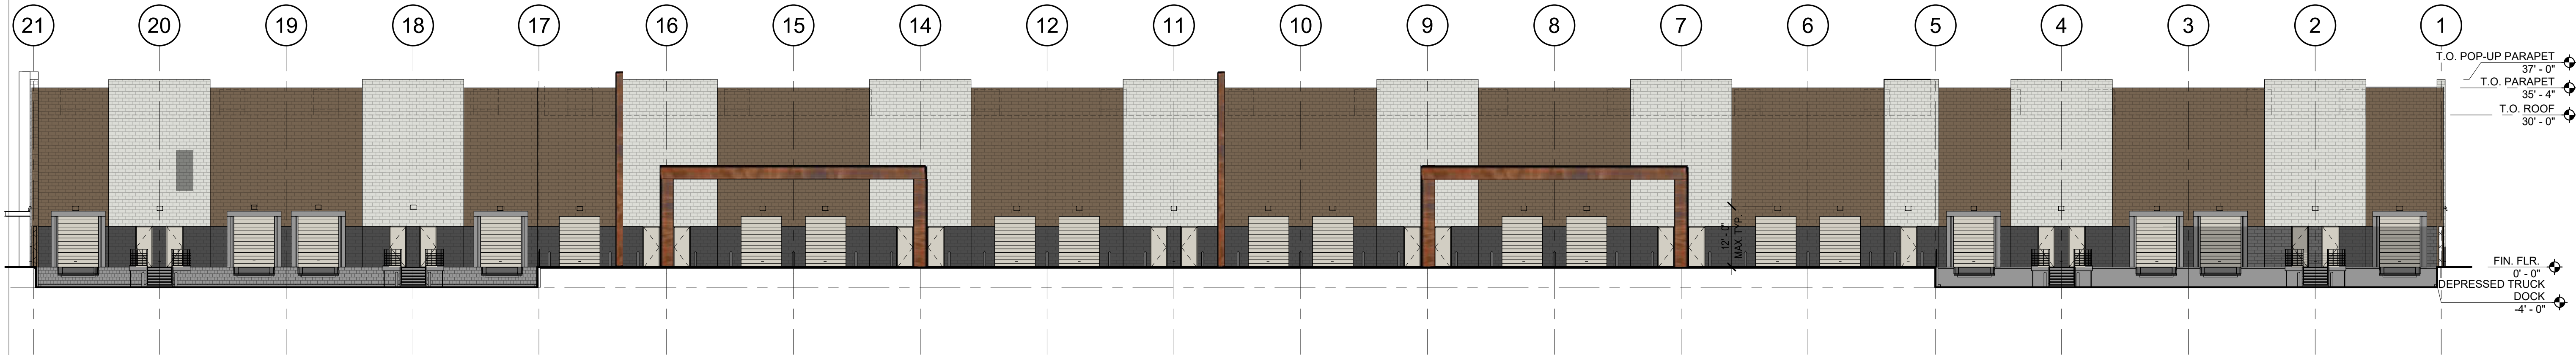 21 20 19 18 17 16 15 14 12 11 10 9 8 7 6 5 4 3 2 1
T.O. POP-UP PARAPET
37' - 0"
T.O. PARAPET
35' - 4"
T.O. ROOF
30' - 0"
12' - 0"
MAX. TYP.
FIN. FLR.
0' - 0"
DEPRESSED TRUCK
DOCK
-4' - 0"